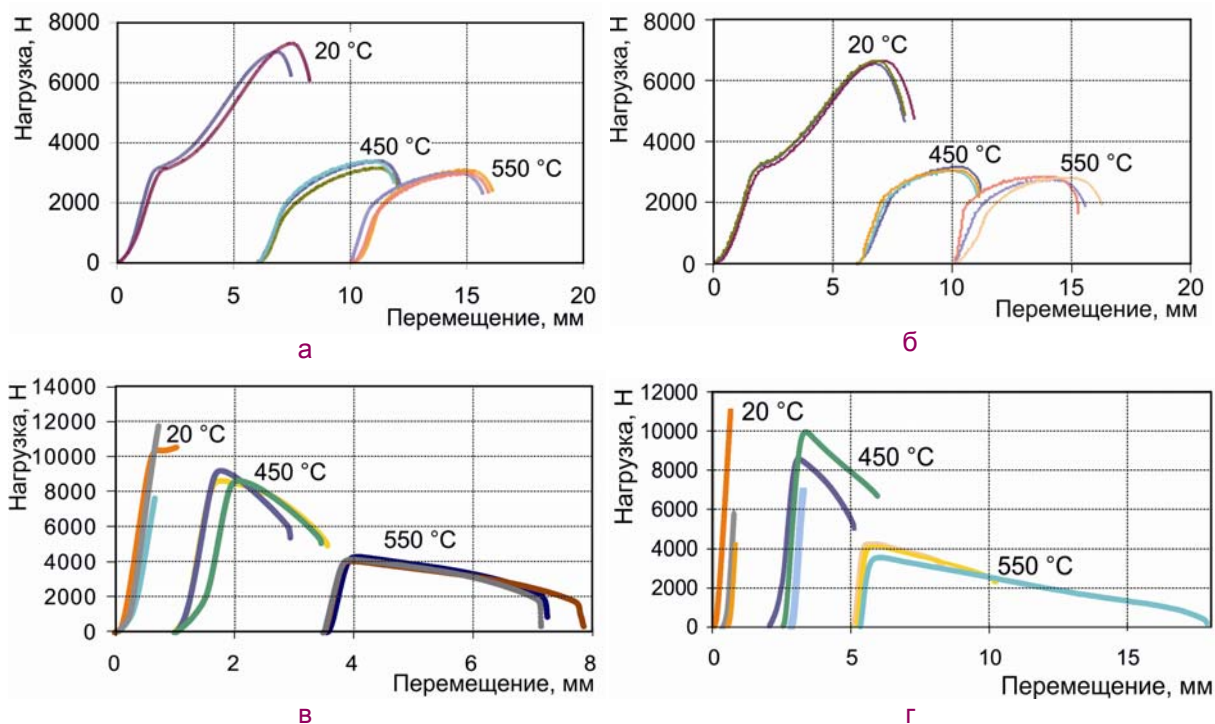 8000
6000
4000
2000
0
Нагрузка, Н
20 °C
450 °C
550 °C
0 5 10 15 20
Перемещение, мм
а
8000
6000
4000
2000
0
Нагрузка, Н
20 °C
450 °C
550 °C
0 5 10 15 20
Перемещение, мм
б
14000
12000
10000
8000
6000
4000
2000
0
Нагрузка, Н
20 °C
450 °C
550 °C
0 2 4 6 8
Перемещение, мм
в
12000
10000
8000
6000
4000
2000
0
Нагрузка, Н
20 °C
450 °C
550 °C
0 5 10 15
Перемещение, мм
г